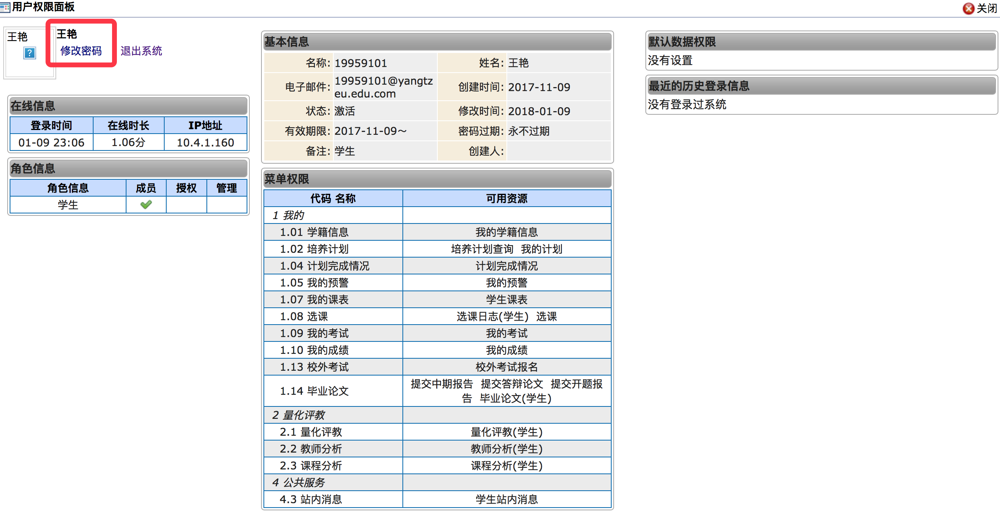 用户权限面板
关闭
王艳
王艳
修改密码 退出系统
在线信息
登录时间 在线时长 IP地址
01-09 23:06 1.06分 10.4.1.160
角色信息
角色信息 成员 授权 管理
学生
基本信息
名称: 19959101 姓名: 王艳
电子邮件: 19959101@yangtz
eu.edu.com 创建时间: 2017-11-09
状态: 激活 修改时间: 2018-01-09
有效期限: 2017-11-09～ 密码过期: 永不过期
备注: 学生 创建人:
菜单权限
代码 名称 可用资源
1 我的
1.01 学籍信息 我的学籍信息
1.02 培养计划 培养计划查询 我的计划
1.04 计划完成情况 计划完成情况
1.05 我的预警 我的预警
1.07 我的课表 学生课表
1.08 选课 选课日志(学生) 选课
1.09 我的考试 我的考试
1.10 我的成绩 我的成绩
1.13 校外考试 校外考试报名
1.14 毕业论文 提交中期报告 提交答辩论文 提交开题报
告 毕业论文(学生)
2 量化评教
2.1 量化评教 量化评教(学生)
2.2 教师分析 教师分析(学生)
2.3 课程分析 课程分析(学生)
4 公共服务
4.3 站内消息 学生站内消息
默认数据权限
没有设置
最近的历史登录信息
没有登录过系统